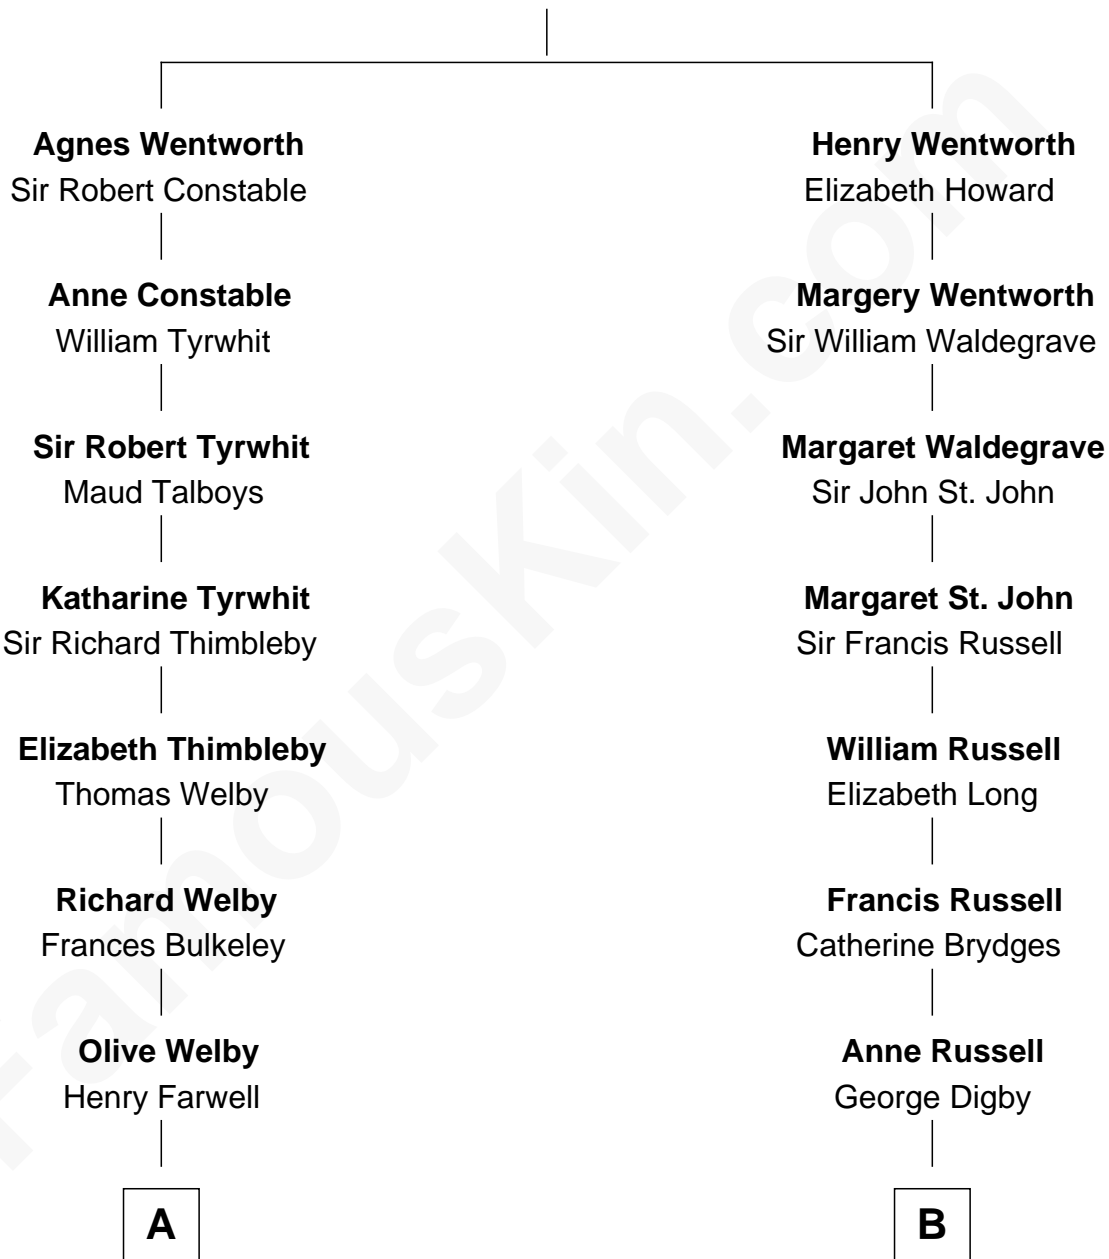 Agnes Wentworth
Sir Robert Constable
Anne Constable
William Tyrwhit
Sir Robert Tyrwhit
Maud Talboys
Katharine Tyrwhit
Sir Richard Thimbleby
Elizabeth Thimbleby
Thomas Welby
Richard Welby
Frances Bulkeley
Olive Welby
Henry Farwell
A
Henry Wentworth
Elizabeth Howard
Margery Wentworth
Sir William Waldegrave
Margaret Waldegrave
Sir John St. John
Margaret St. John
Sir Francis Russell
William Russell
Elizabeth Long
Francis Russell
Catherine Brydges
Anne Russell
George Digby
B
FamousKin.com